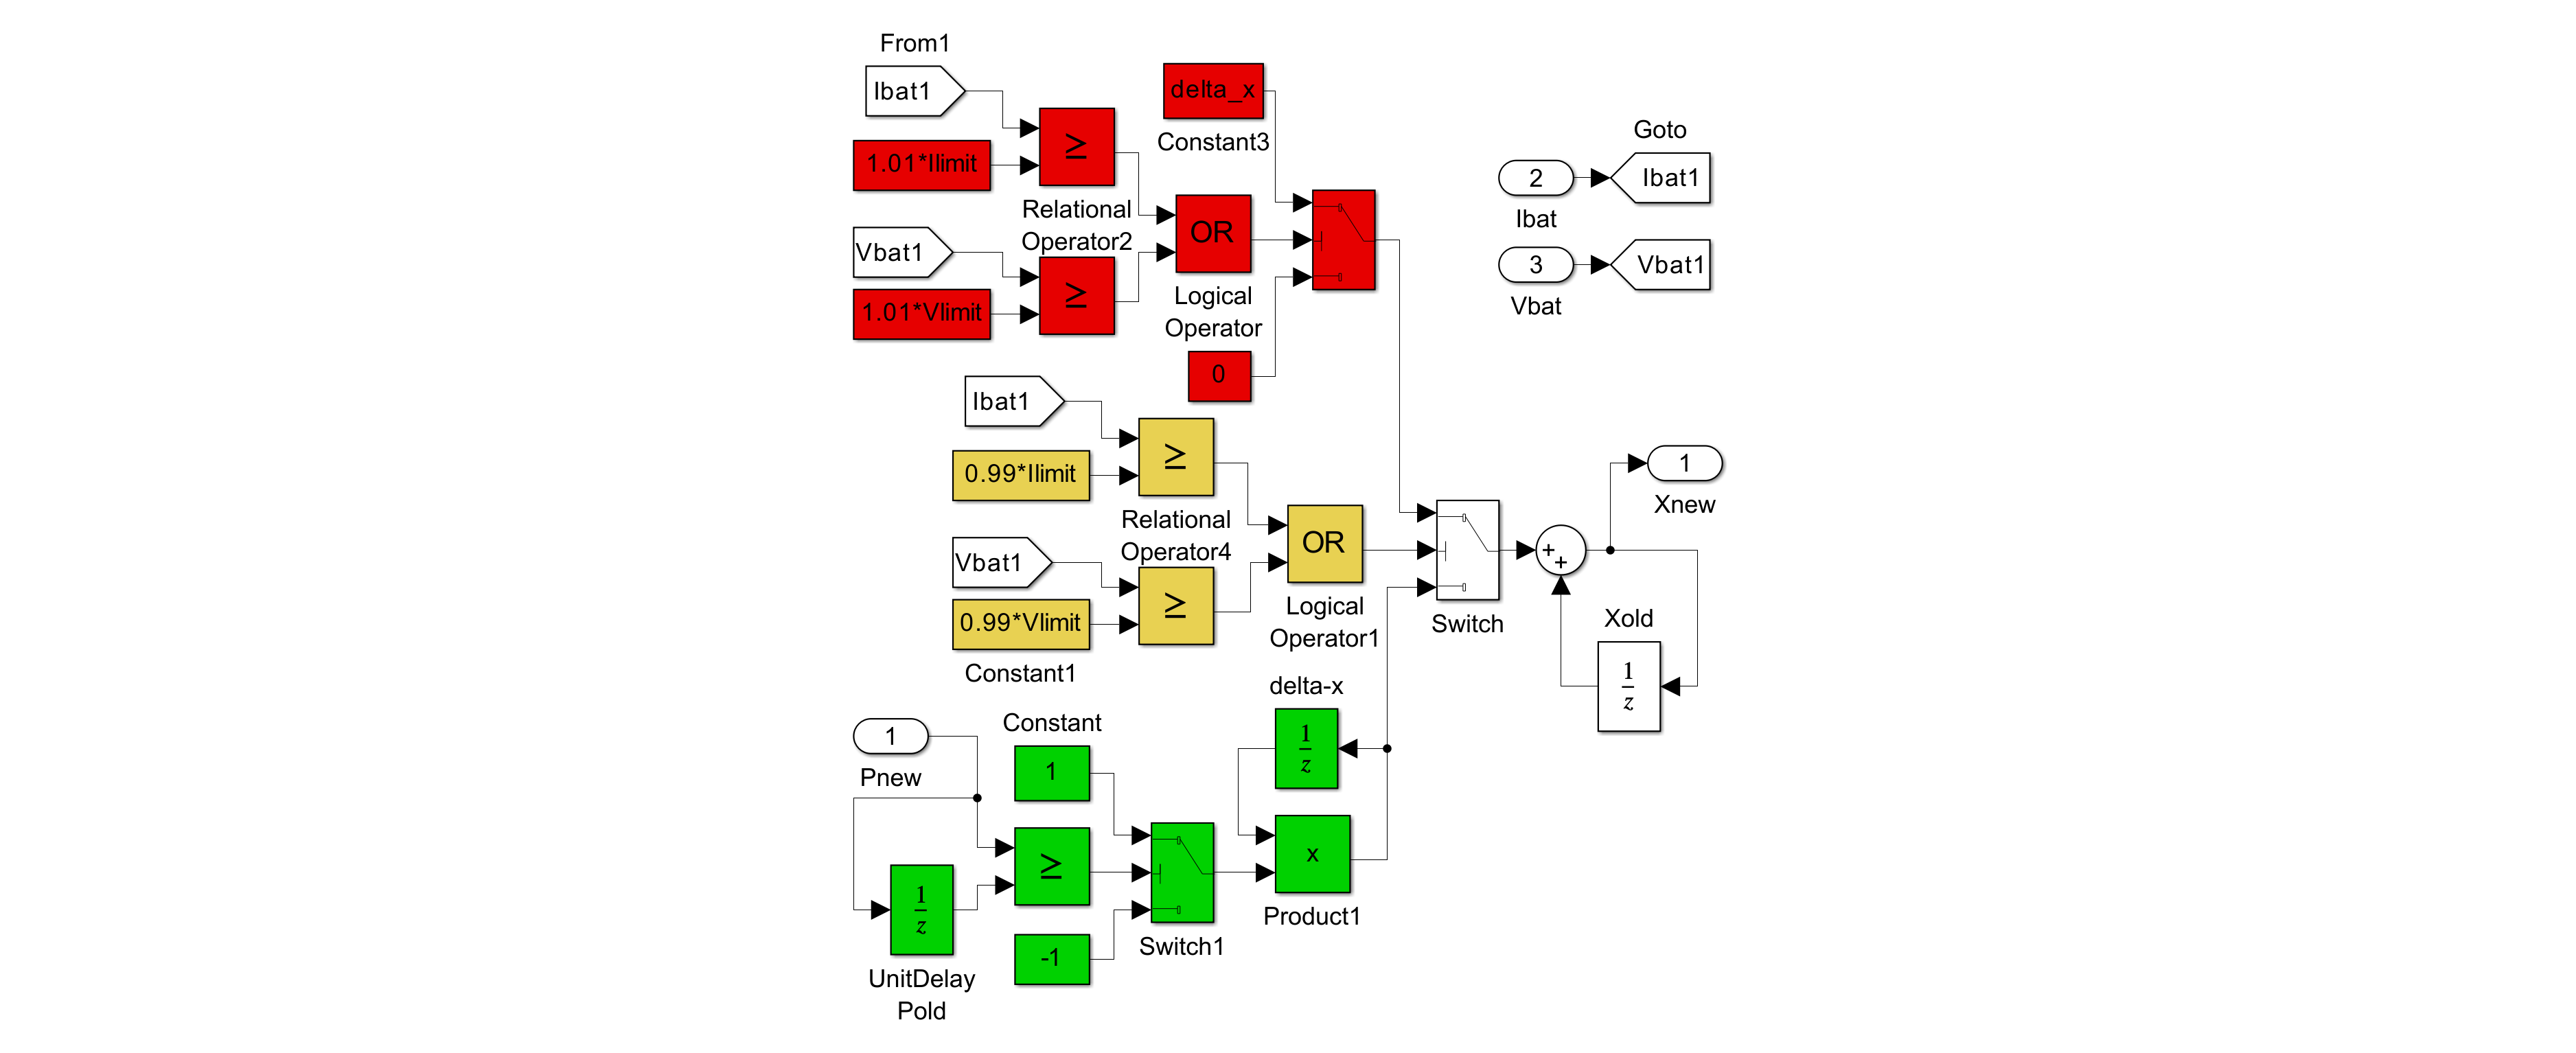 From1
Ibat1
1.01*Ilimit
≥
Relational
Operator2
Vbat1
1.01*Vlimit
≥
delta_x
Constant3
OR
Logical
Operator
0
Goto
2
Ibat1
Ibat
3
Vbat1
Vbat
Ibat1
0.99*Ilimit
≥
Relational
Operator4
Vbat1
0.99*Vlimit
≥
Constant1
OR
Logical
Operator1
Switch
+
+
1
Xnew
Xold
1
z
delta-x
1
z
1
Pnew
Constant
1
≥
1
z
UnitDelay
Pold
-1
Switch1
x
Product1